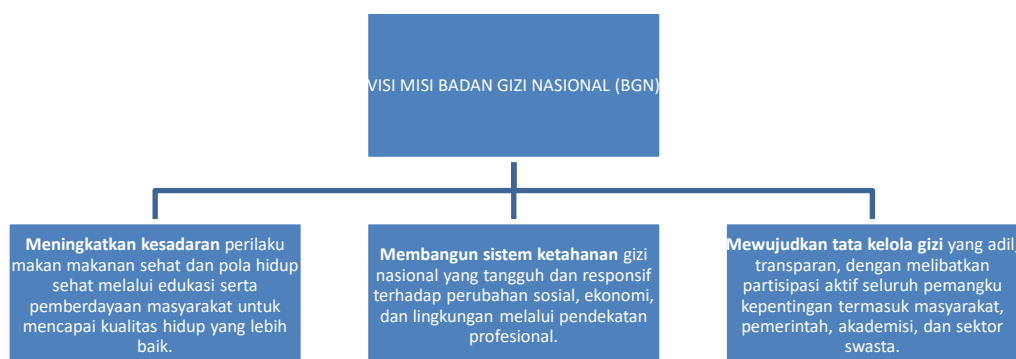 VISI MISI BADAN GIZI NASIONAL (BGN)
Meningkatkan kesadaran perilaku
makan makanan sehat dan pola hidup
sehat melalui edukasi serta
pemberdayaan masyarakat untuk
mencapai kualitas hidup yang lebih
baik.
Membangun sistem ketahanan gizi
nasional yang tangguh dan responsif
terhadap perubahan sosial, ekonomi,
dan lingkungan melalui pendekatan
profesional.
Mewujudkan tata kelola gizi yang adil,
transparan, dengan melibatkan
partisipasi aktif seluruh pemangku
kepentingan termasuk masyarakat,
pemerintah, akademisi, dan sektor
swasta.